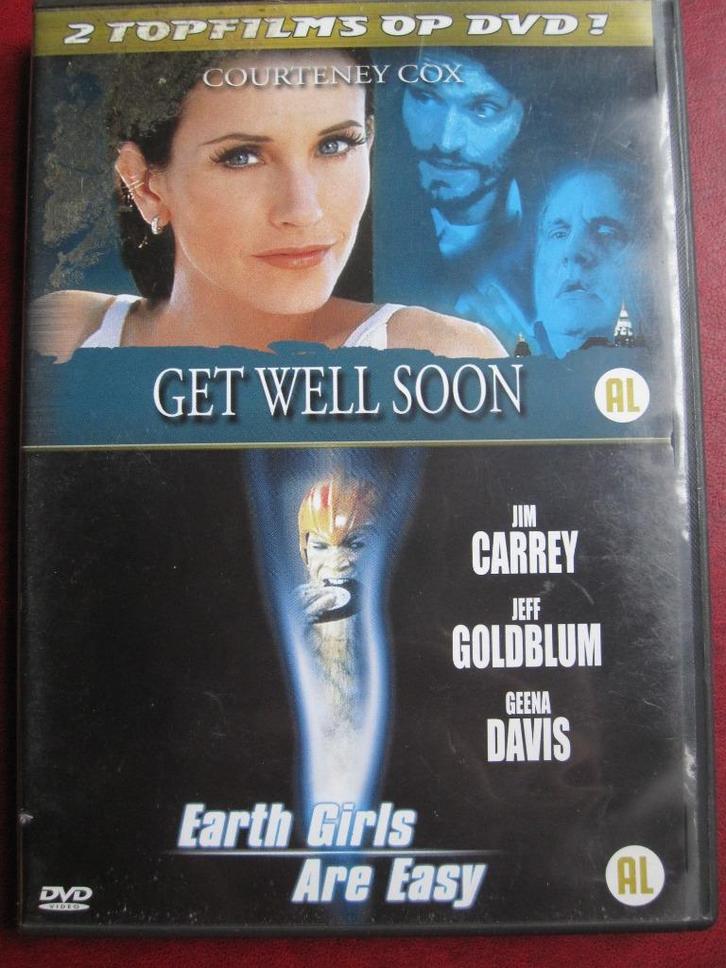 2 TOPFILMS OP DVD!
COURTENEY COX
GET WELL SOON
AL
JIM
CARREY
JEFF
GOLDBLUM
GEENA
DAVIS
Earth Girls
Are Easy
AL
DVD
VIDEO